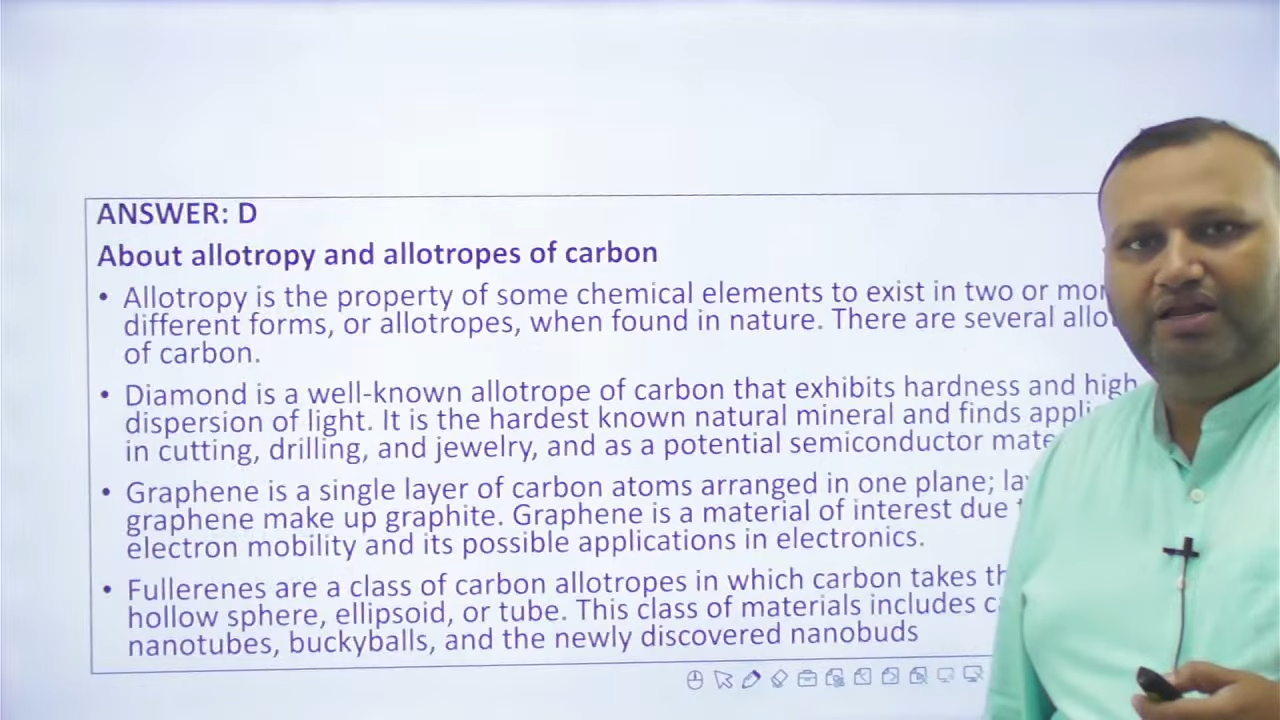 ANSWER: D
About allotropy and allotropes of carbon
• Allotropy is the property of some chemical elements to exist in two or
different forms, or allotropes, when found in nature. There are several
of carbon.
• Diamond is a well-known allotrope of carbon that exhibits hardness and high
dispersion of light. It is the hardest known natural mineral and finds
in cutting, drilling, and jewelry, and as a potential semiconductor
• Graphene is a single layer of carbon atoms arranged in one plane;
graphene make up graphite. Graphene is a material of interest due
electron mobility and its possible applications in electronics.
• Fullerenes are a class of carbon allotropes in which carbon takes
hollow sphere, ellipsoid, or tube. This class of materials includes
nanotubes, buckyballs, and the newly discovered nanobuds